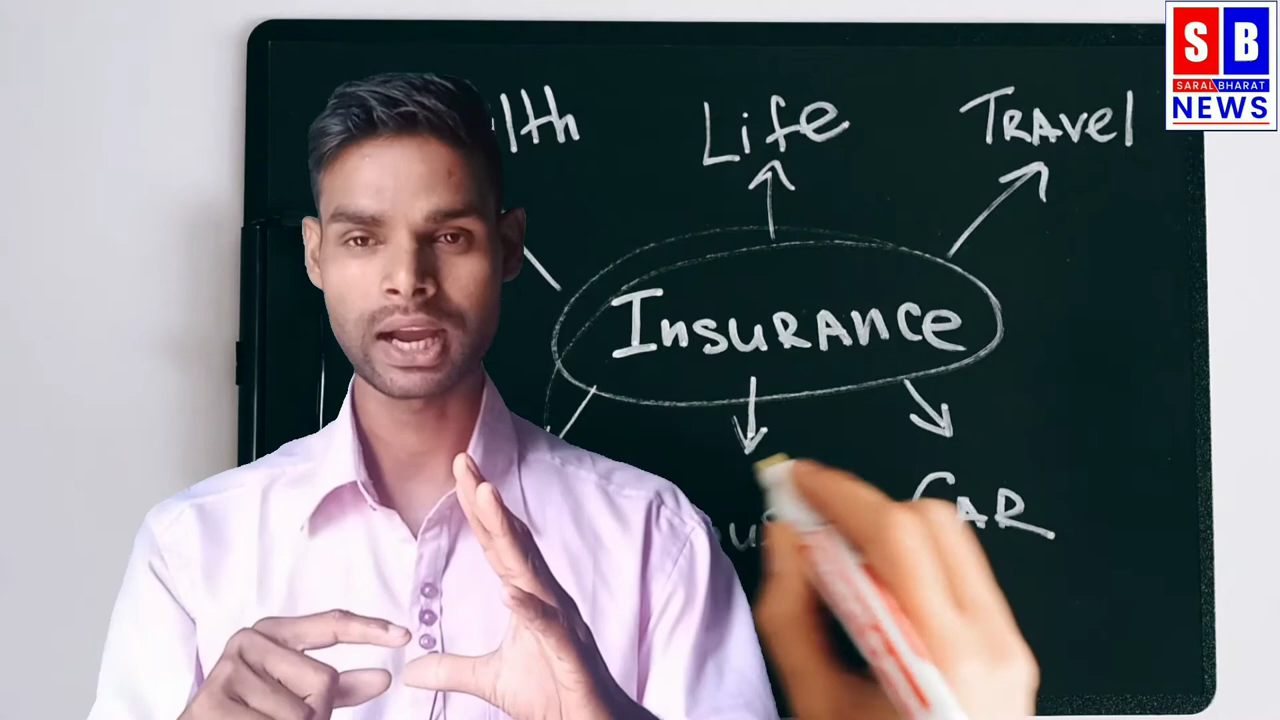 lth Life Travel
Insurance
Car
S B
SARAL BHARAT
NEWS